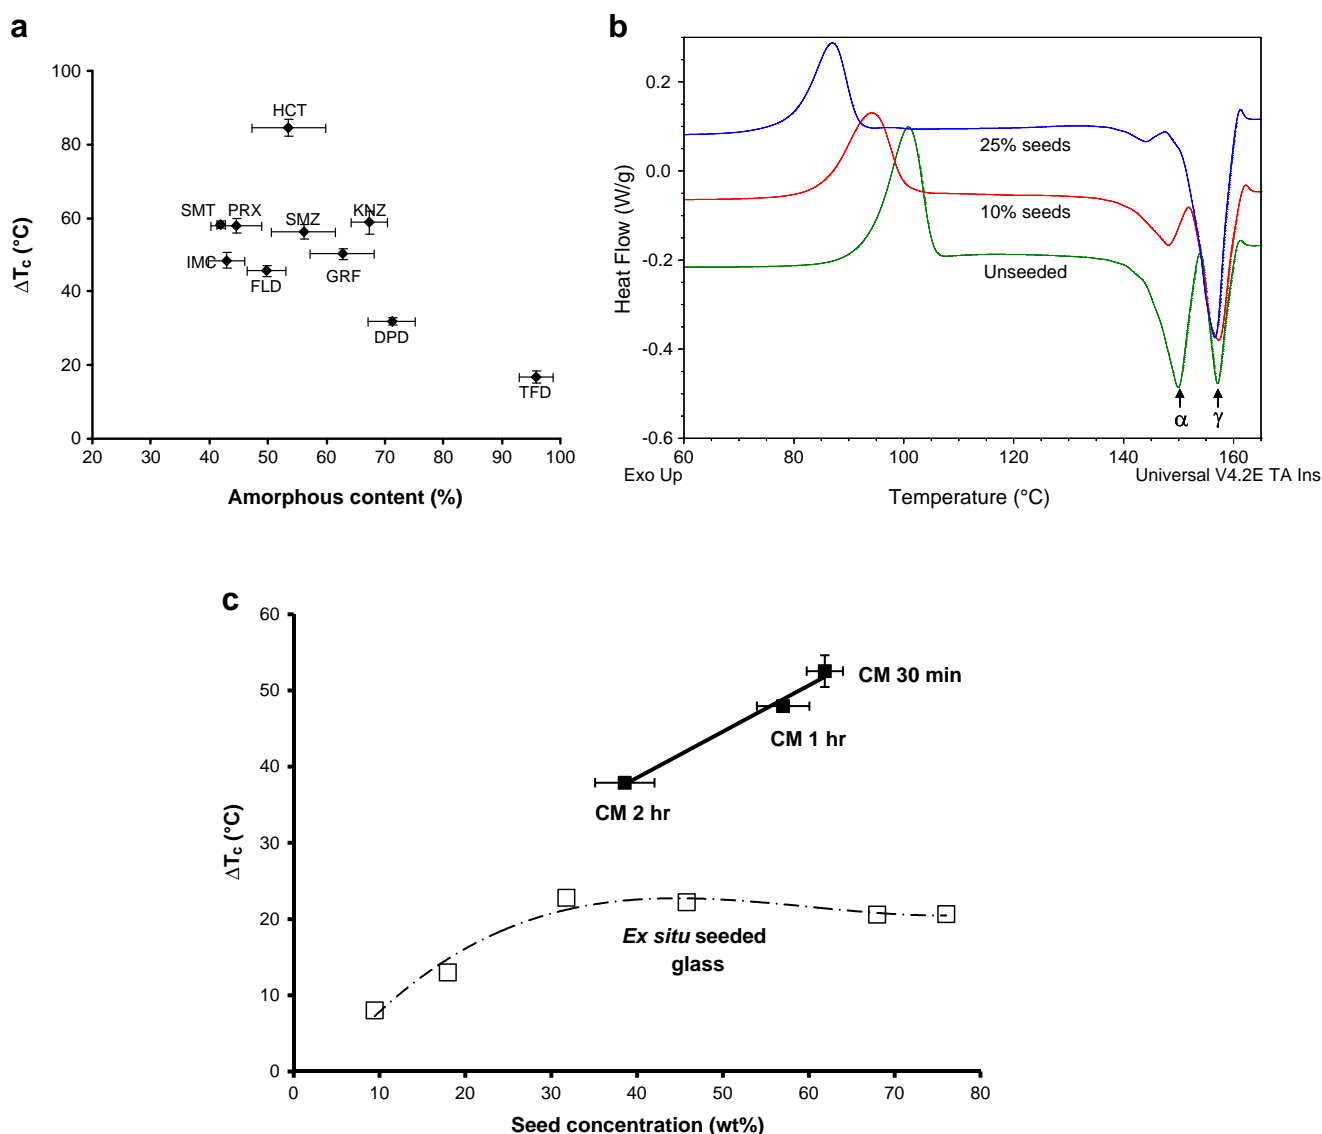 a
100
80
60
40
20
0
ΔTc (°C)
HCT
SMT
PRX
SMZ
KNZ
IMC
FLD
GRF
DPD
TFD
20 30 40 50 60 70 80 90 100
Amorphous content (%)
b
0.2
0.0
-0.2
-0.4
-0.6
Heat Flow (W/g)
25% seeds
10% seeds
Unseeded
α γ
60 80 100 120 140 160
Exo Up
Universal V4.2E TA Ins
Temperature (°C)
c
60
50
40
30
20
10
0
ΔTc (°C)
CM 30 min
CM 1 hr
CM 2 hr
Ex situ seeded
glass
0 10 20 30 40 50 60 70 80
Seed concentration (wt%)